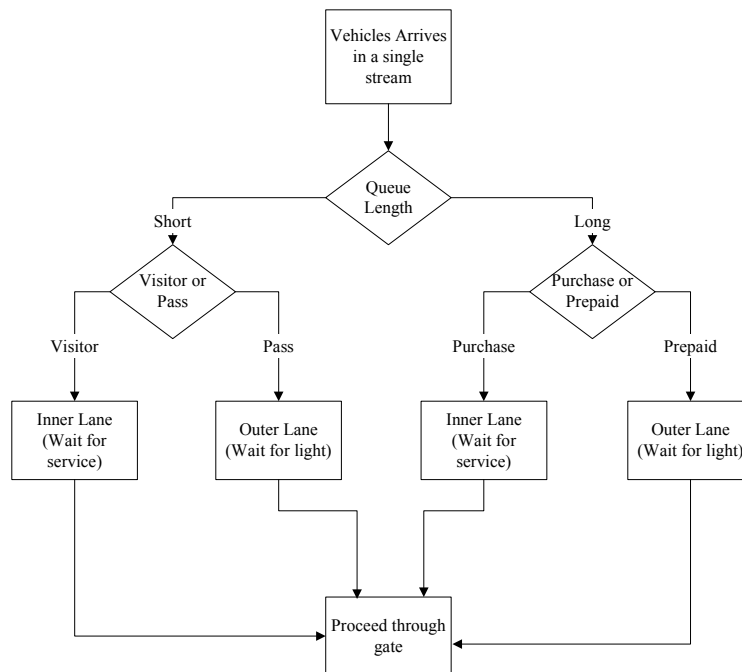 Vehicles Arrives
in a single
stream
Queue
Length
Short
Long
Visitor or
Pass
Purchase or
Prepaid
Visitor
Pass
Purchase
Prepaid
Inner Lane
(Wait for
service)
Outer Lane
(Wait for light)
Inner Lane
(Wait for
service)
Outer Lane
(Wait for light)
Proceed through
gate